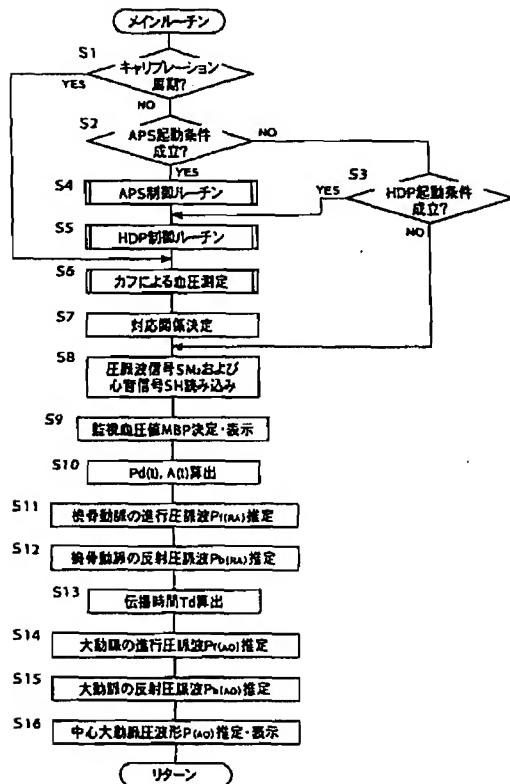 メインルーチン
S1
キャリブレーション
周期?
YES
NO
S2
APS起動条件
成立?
NO
YES
S3
HDP起動条件
成立?
YES
NO
S4
APS制御ルーチン
S5
HDP制御ルーチン
S6
カフによる血圧測定
S7
対応関係決定
S8
圧脈波信号SM₂および
心音信号SH読み込み
S9
監視血圧値MBP決定・表示
S10
Pd(t), A(t)算出
S11
橈骨動脈の進行圧脈波Pf(RA)推定
S12
橈骨動脈の反射圧脈波Pb(RA)推定
S13
伝播時間Td算出
S14
大動脈の進行圧脈波Pf(AO)推定
S15
大動脈の反射圧脈波Pb(AO)推定
S16
中心大動脈圧波形P(AO)推定・表示
リターン